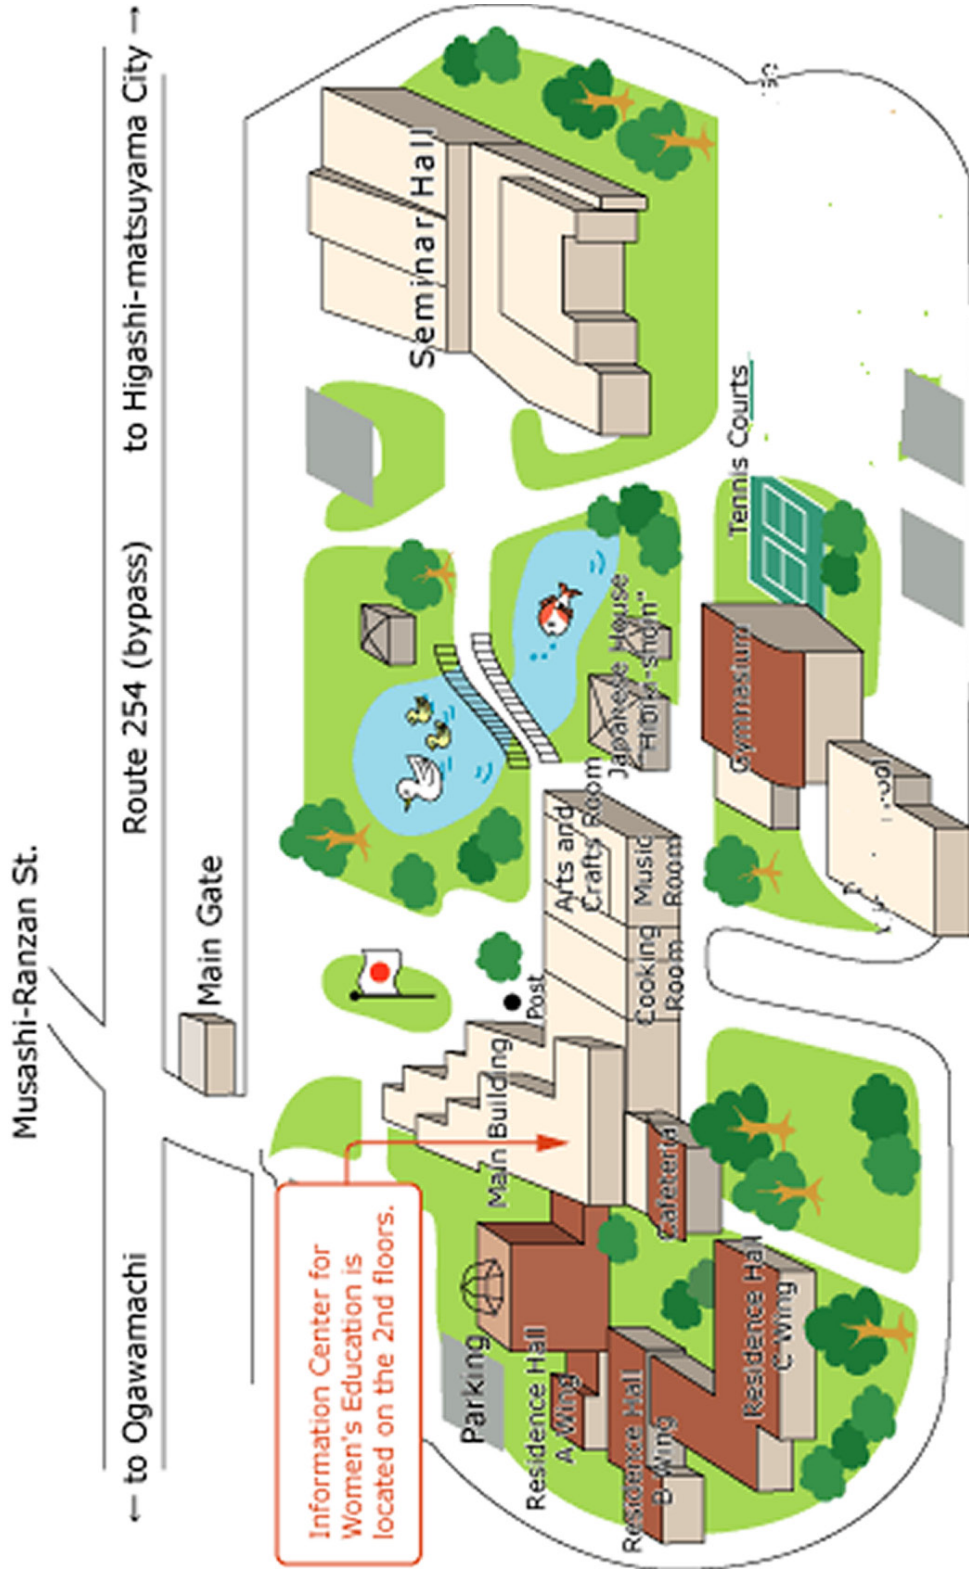 Musashi-Ranzan St.
← to Ogawamachi
Route 254 (bypass)
to Higashi-matsuyama City →
Main Gate
Information Center for
Women's Education is
located on the 2nd floors.
Seminar Hall
Parking
Main Building
Post
Residence Hall
A Wing
Arts and
Crafts Room
Japanese House
Residence Hall
B Wing
Cafeteria
Cooking
Room
Music
Room
Tennis Courts
Gymnasium
Residence Hall
C Wing